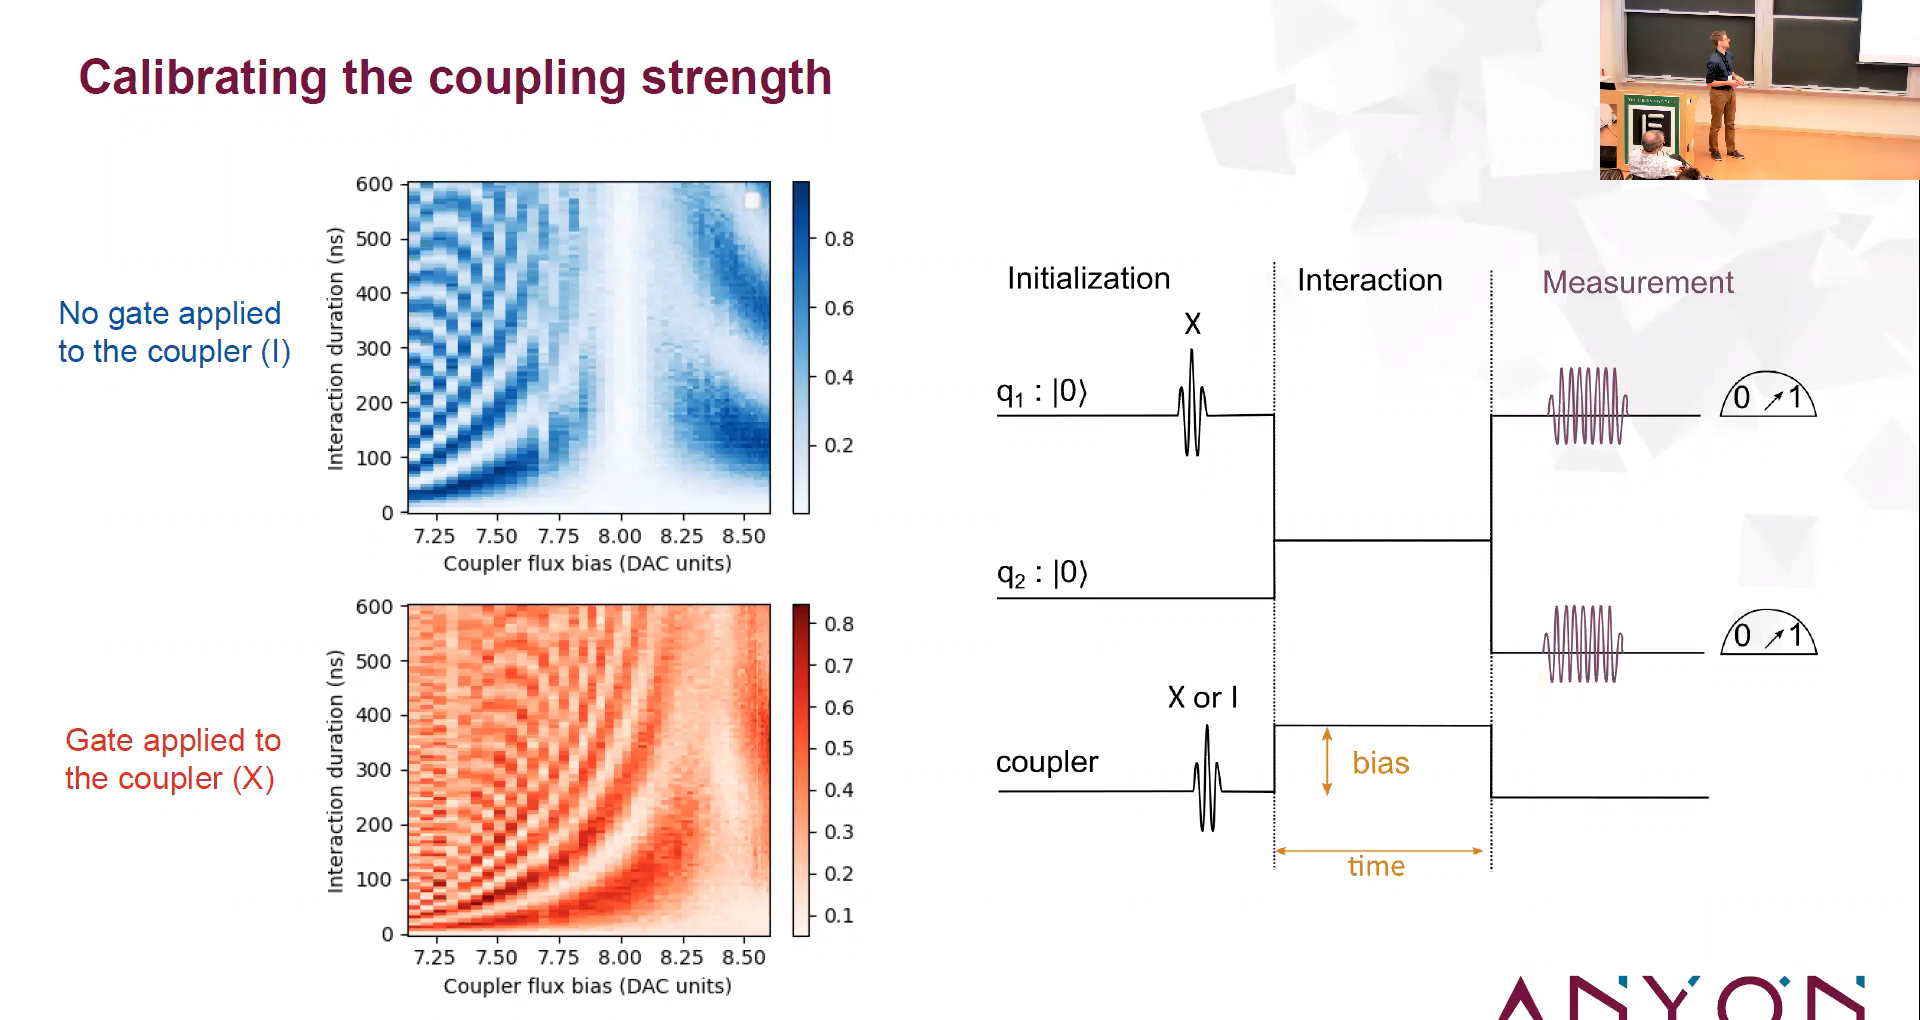 Calibrating the coupling strength
No gate applied
to the coupler (I)
Interaction duration (ns)
600
500
400
300
200
100
0
7.25 7.50 7.75 8.00 8.25 8.50
Coupler flux bias (DAC units)
0.8
0.6
0.4
0.2
Gate applied to
the coupler (X)
Interaction duration (ns)
600
500
400
300
200
100
0
7.25 7.50 7.75 8.00 8.25 8.50
Coupler flux bias (DAC units)
0.8
0.7
0.6
0.5
0.4
0.3
0.2
0.1
Initialization Interaction Measurement
X
q₁ : |0⟩
0 1
q₂ : |0⟩
0 1
X or I
coupler
bias
time
ANYON